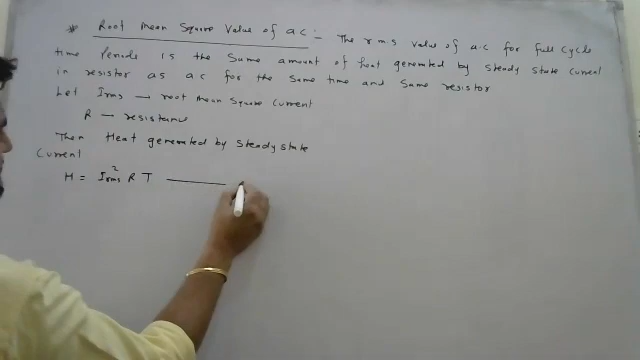 * Root Mean Square Value of a.c :- The r.m.s value of a.c for full cycle
time Periode is the Same amount of heat generated by steady state current
in resistor as a c for the same time and same resistor
Let Irms → root mean square current
R → resistance
Then Heat generated by steady state
Current
H = Irms² R T —